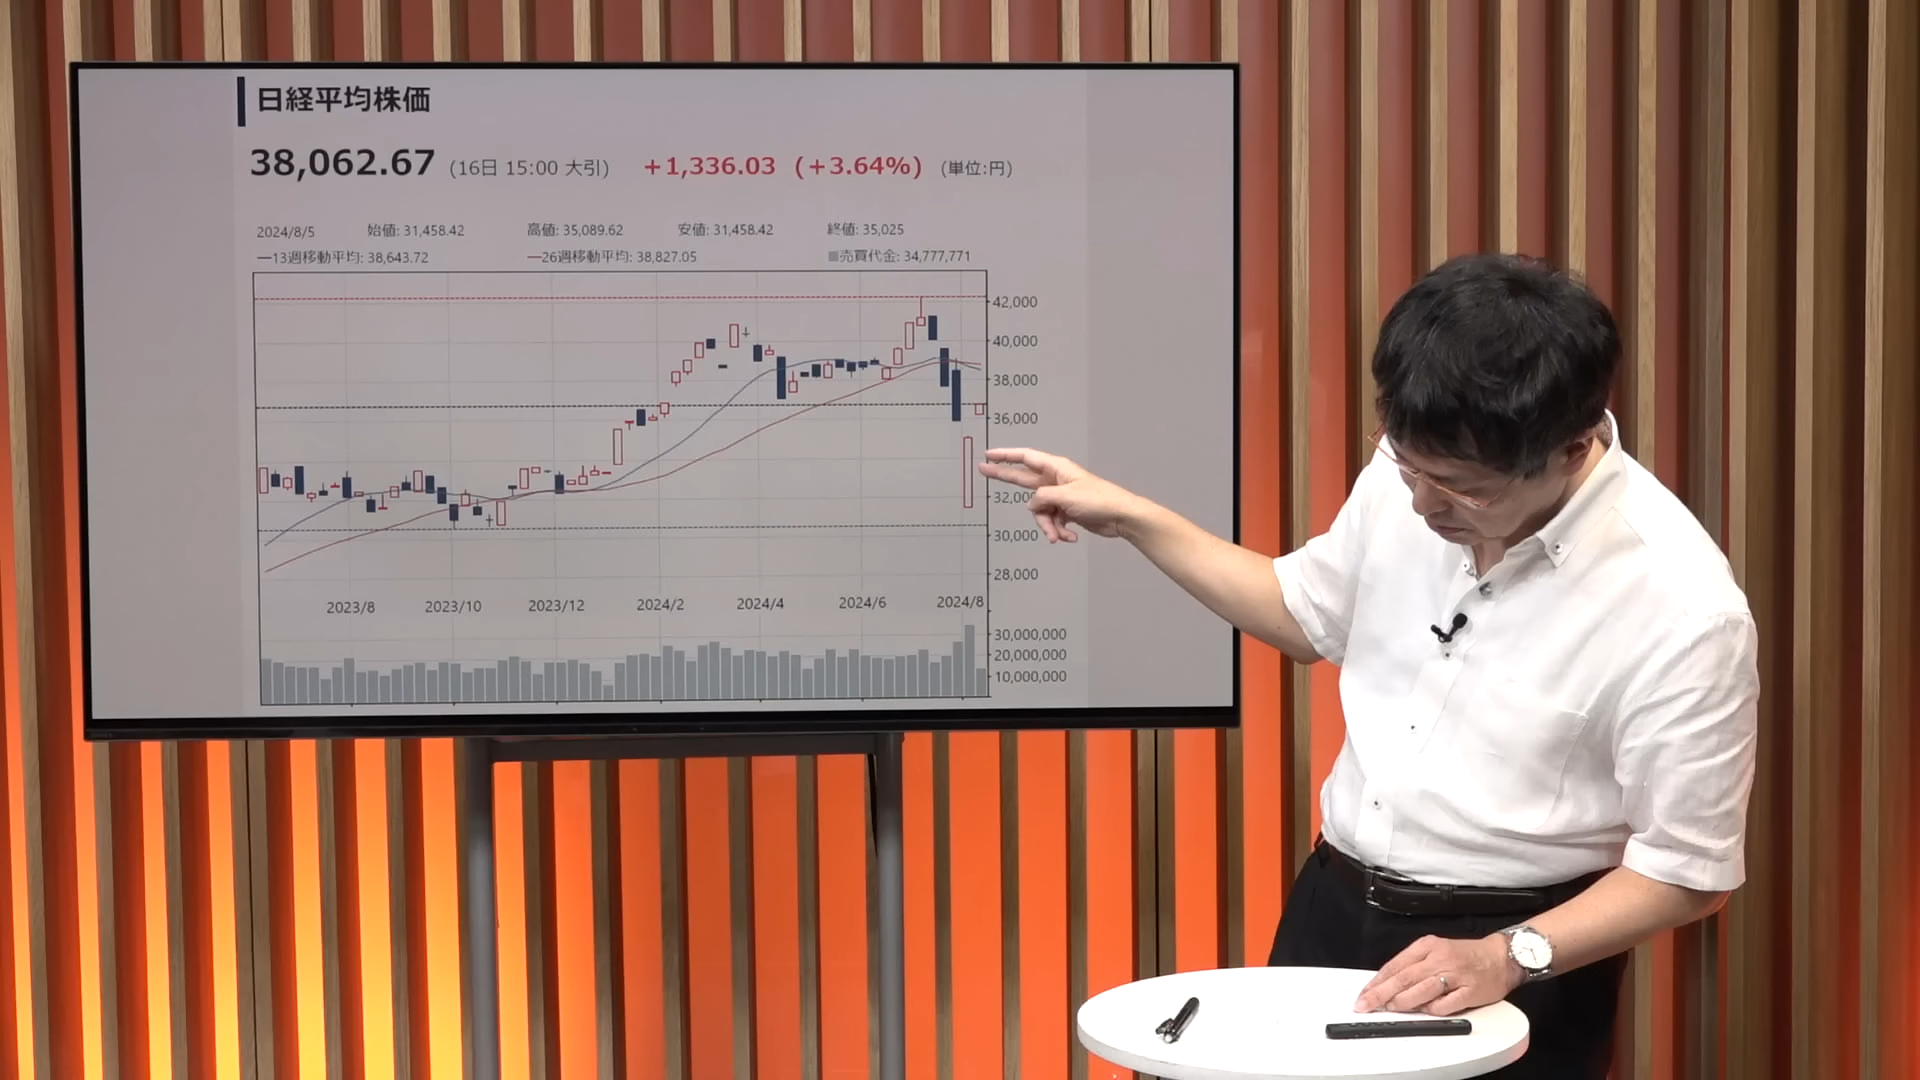 日経平均株価
38,062.67 (16日 15:00 大引) +1,336.03 (+3.64%) (単位:円)
2024/8/5 始値: 31,458.42 高値: 35,089.62 安値: 31,458.42 終値: 35,025
13週移動平均: 38,643.72 26週移動平均: 38,827.05 売買代金: 34,777,771
42,000
40,000
38,000
36,000
32,000
30,000
28,000
2023/8 2023/10 2023/12 2024/2 2024/4 2024/6 2024/8
30,000,000
20,000,000
10,000,000